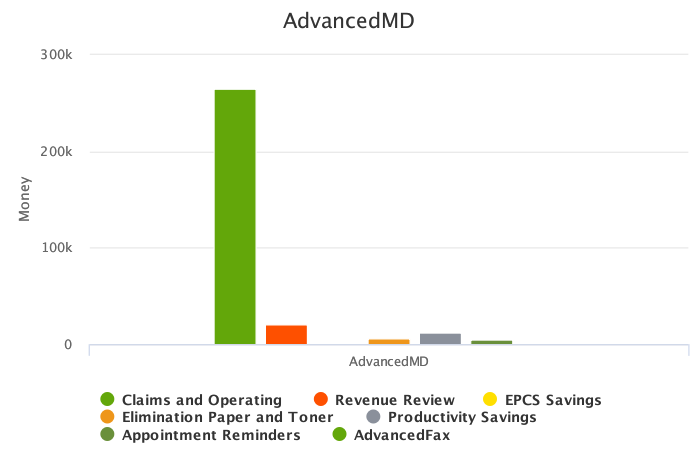 AdvancedMD
300k
200k
100k
0
Money
AdvancedMD
Claims and Operating Revenue Review EPCS Savings
Elimination Paper and Toner Productivity Savings
Appointment Reminders AdvancedFax